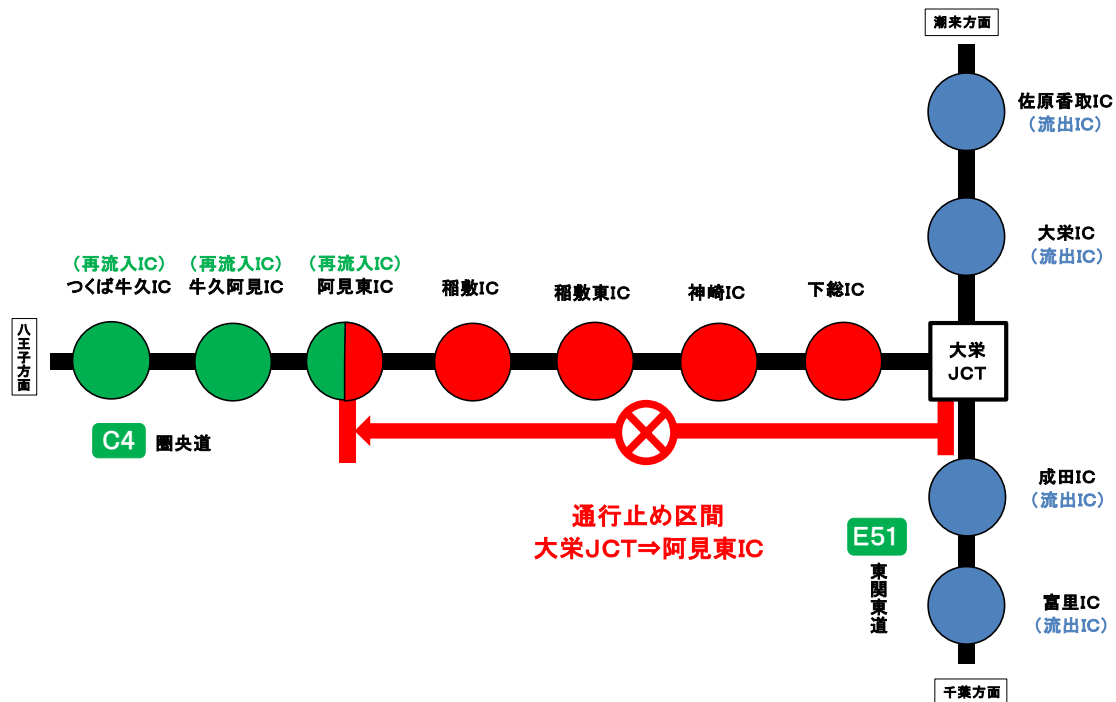 潮来方面
佐原香取IC
(流出IC)
大栄IC
(流出IC)
(再流入IC)
つくば牛久IC
(再流入IC)
牛久阿見IC
(再流入IC)
阿見東IC
稲敷IC
稲敷東IC
神崎IC
下総IC
八王子方面
大栄
JCT
C4 圏央道
通行止め区間
大栄JCT⇒阿見東IC
成田IC
(流出IC)
E51
東関東道
富里IC
(流出IC)
千葉方面